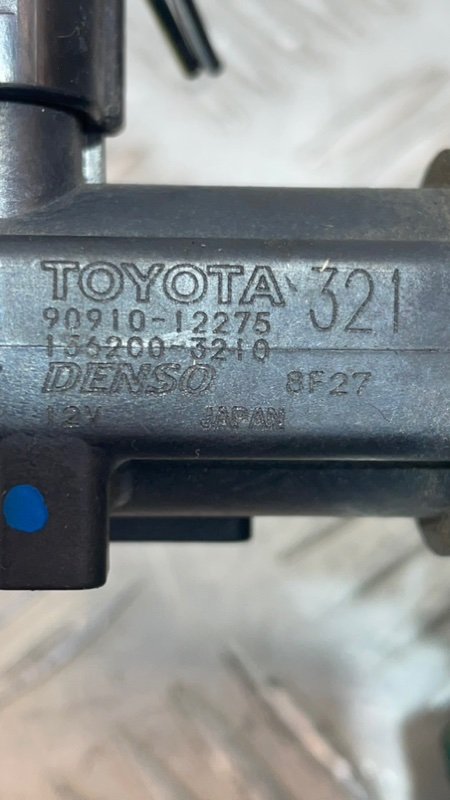 TOYOTA 321
90910-12275
136200-3210
DENSO 8F27
12V JAPAN